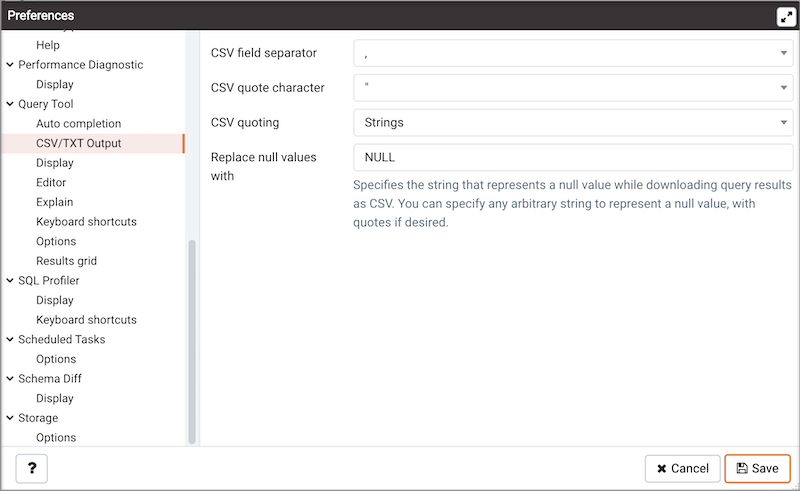 Preferences
Help
Performance Diagnostic
Display
Query Tool
Auto completion
CSV/TXT Output
Display
Editor
Explain
Keyboard shortcuts
Options
Results grid
SQL Profiler
Display
Keyboard shortcuts
Scheduled Tasks
Options
Schema Diff
Display
Storage
Options
CSV field separator
,
CSV quote character
"
CSV quoting
Strings
Replace null values
with
NULL
Specifies the string that represents a null value while downloading query results
as CSV. You can specify any arbitrary string to represent a null value, with
quotes if desired.
?
Cancel
Save